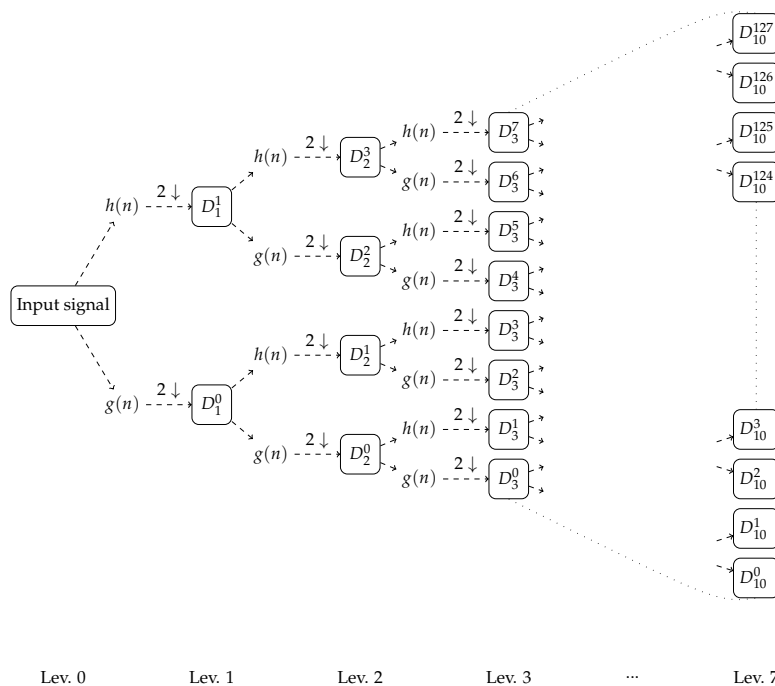 D_{10}^{127}
D_{10}^{126}
2 ↓ D_3^7
h(n)
D_{10}^{125}
2 ↓ D_2^3
h(n)
2 ↓ D_3^6
g(n)
D_{10}^{124}
2 ↓ D_1^1
h(n)
2 ↓ D_3^5
h(n)
2 ↓ D_2^2
g(n)
2 ↓ D_3^4
g(n)
Input signal
2 ↓ D_3^3
h(n)
2 ↓ D_2^1
h(n)
2 ↓ D_3^2
g(n)
2 ↓ D_1^0
g(n)
2 ↓ D_3^1
h(n)
D_{10}^3
2 ↓ D_2^0
g(n)
2 ↓ D_3^0
g(n)
D_{10}^2
D_{10}^1
D_{10}^0
Lev. 0 Lev. 1 Lev. 2 Lev. 3 ... Lev. 7